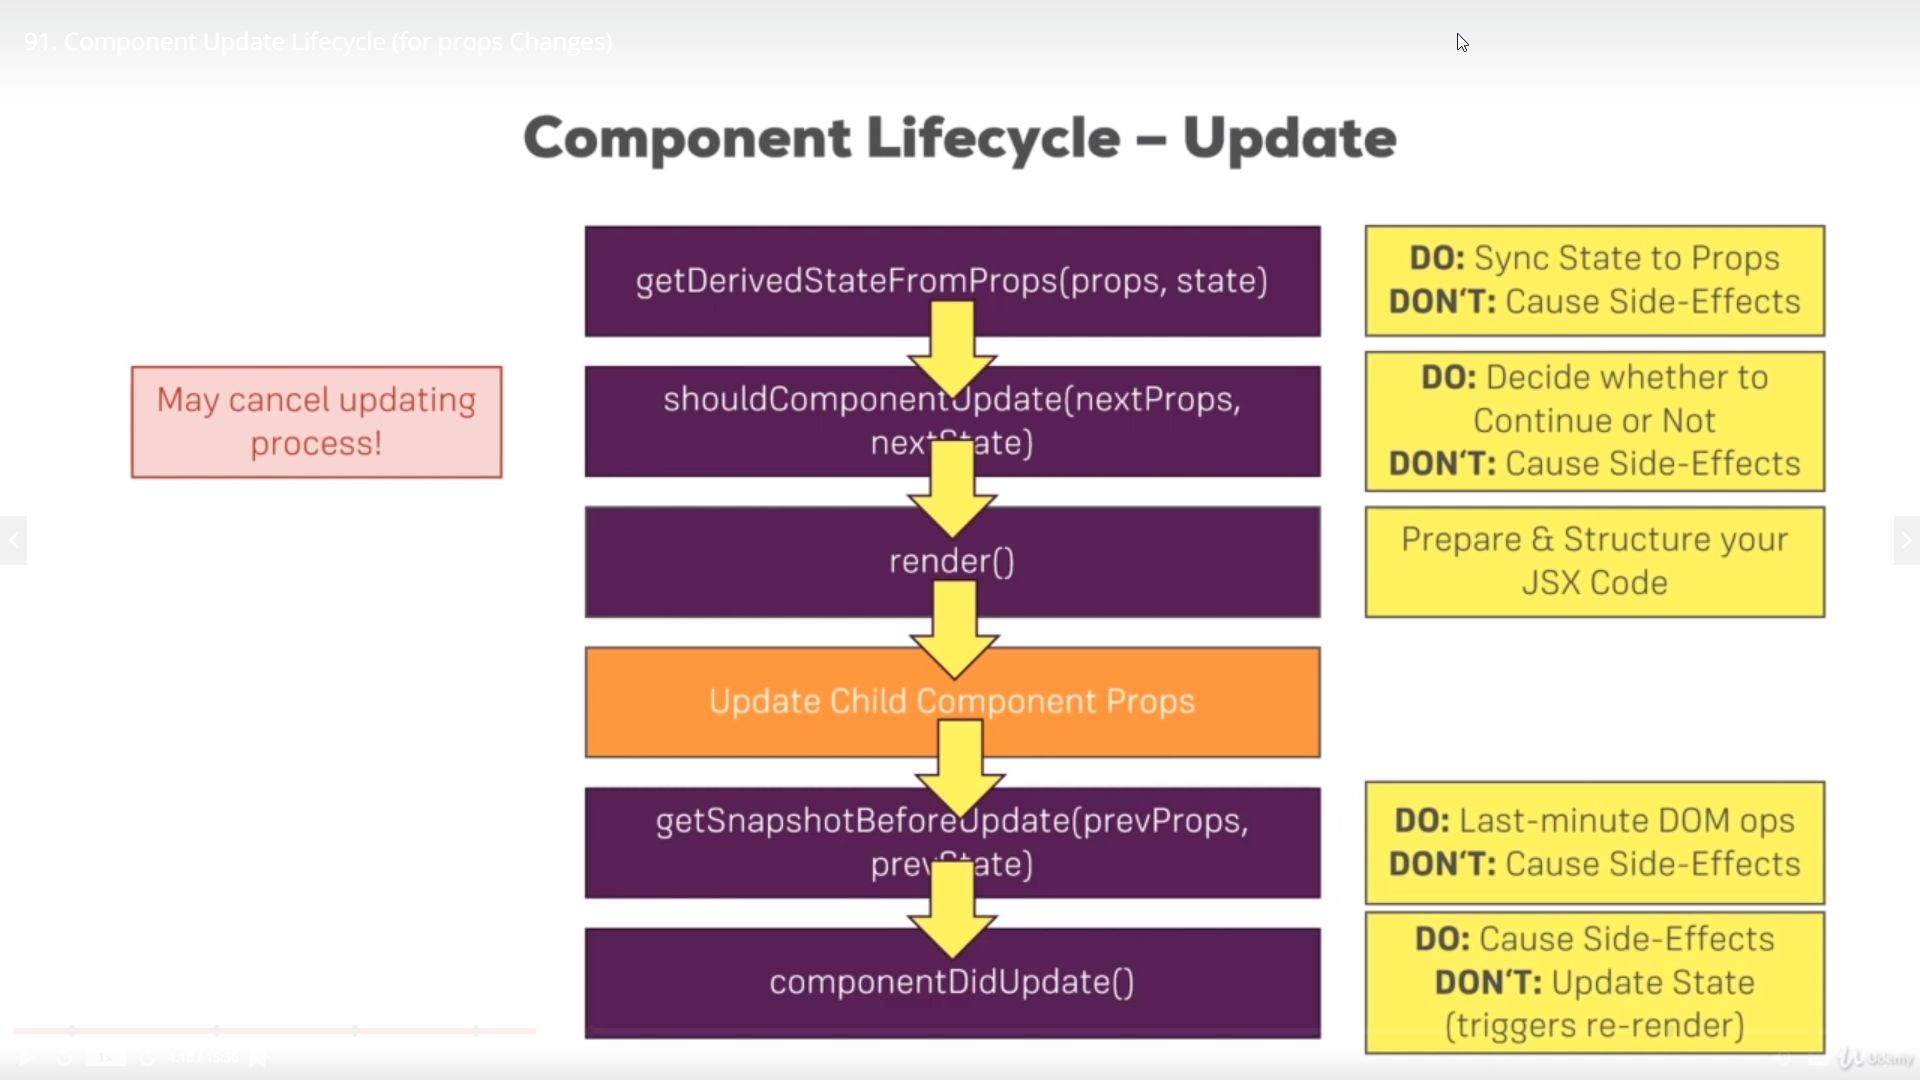 91. Component Update Lifecycle (for props Changes)
Component Lifecycle – Update
getDerivedStateFromProps(props, state)
DO: Sync State to Props
DON‘T: Cause Side-Effects
May cancel updating
process!
shouldComponentUpdate(nextProps,
nextState)
DO: Decide whether to
Continue or Not
DON‘T: Cause Side-Effects
render()
Prepare & Structure your
JSX Code
Update Child Component Props
getSnapshotBeforeUpdate(prevProps,
prevState)
DO: Last-minute DOM ops
DON‘T: Cause Side-Effects
componentDidUpdate()
DO: Cause Side-Effects
DON‘T: Update State
(triggers re-render)
Udemy